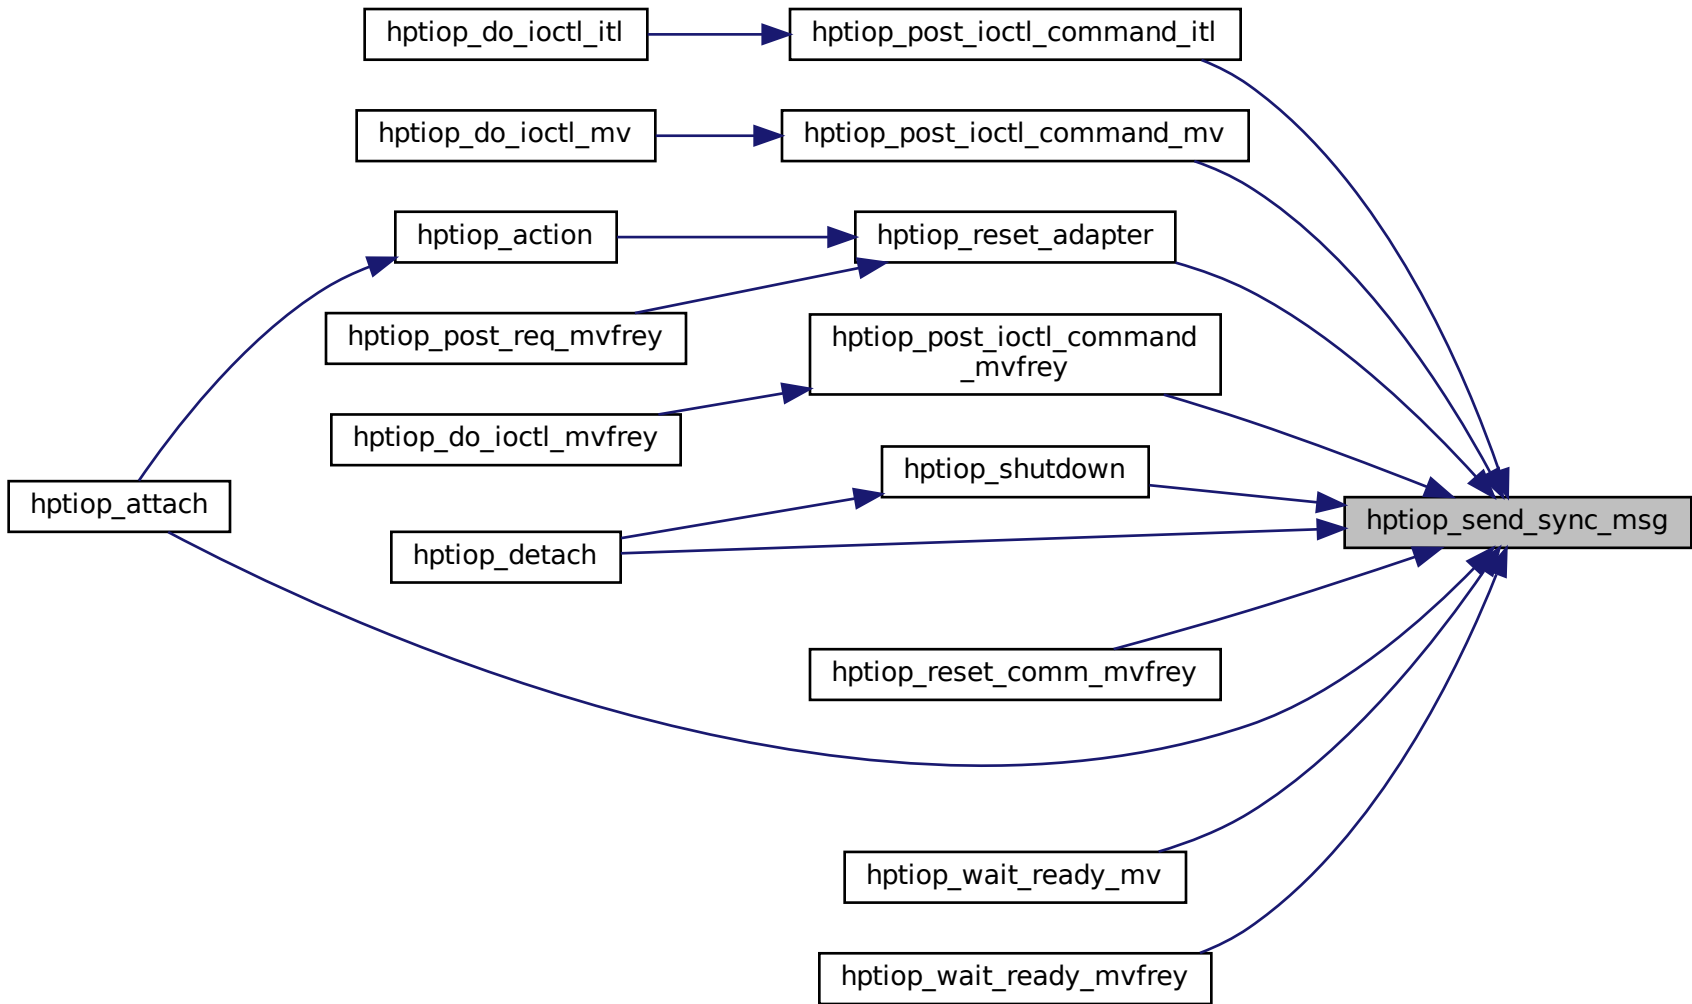 hptiop_do_ioctl_itl
hptiop_post_ioctl_command_itl
hptiop_do_ioctl_mv
hptiop_post_ioctl_command_mv
hptiop_action
hptiop_reset_adapter
hptiop_post_req_mvfrey
hptiop_post_ioctl_command
_mvfrey
hptiop_do_ioctl_mvfrey
hptiop_shutdown
hptiop_attach
hptiop_send_sync_msg
hptiop_detach
hptiop_reset_comm_mvfrey
hptiop_wait_ready_mv
hptiop_wait_ready_mvfrey